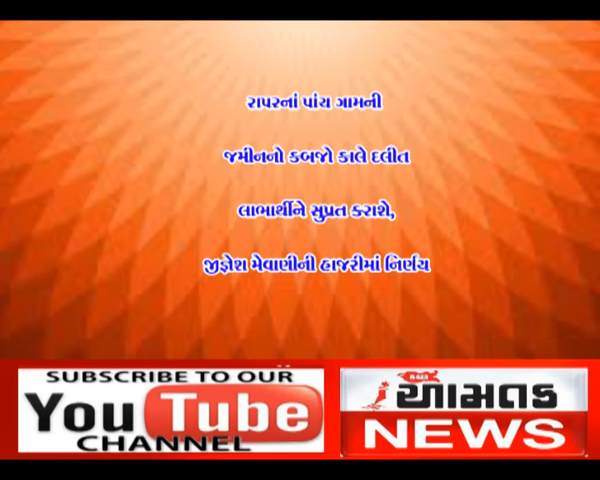 રાપરનાં પાંચ ગામની
જમીનનો કબજો કાલે દલીત
લાભાર્થીને સુપ્રત કરાશે,
જીજ્ઞેશ મેવાણીની હાજરીમાં નિર્ણય
SUBSCRIBE TO OUR
YouTube
CHANNEL
આમતક
NEWS